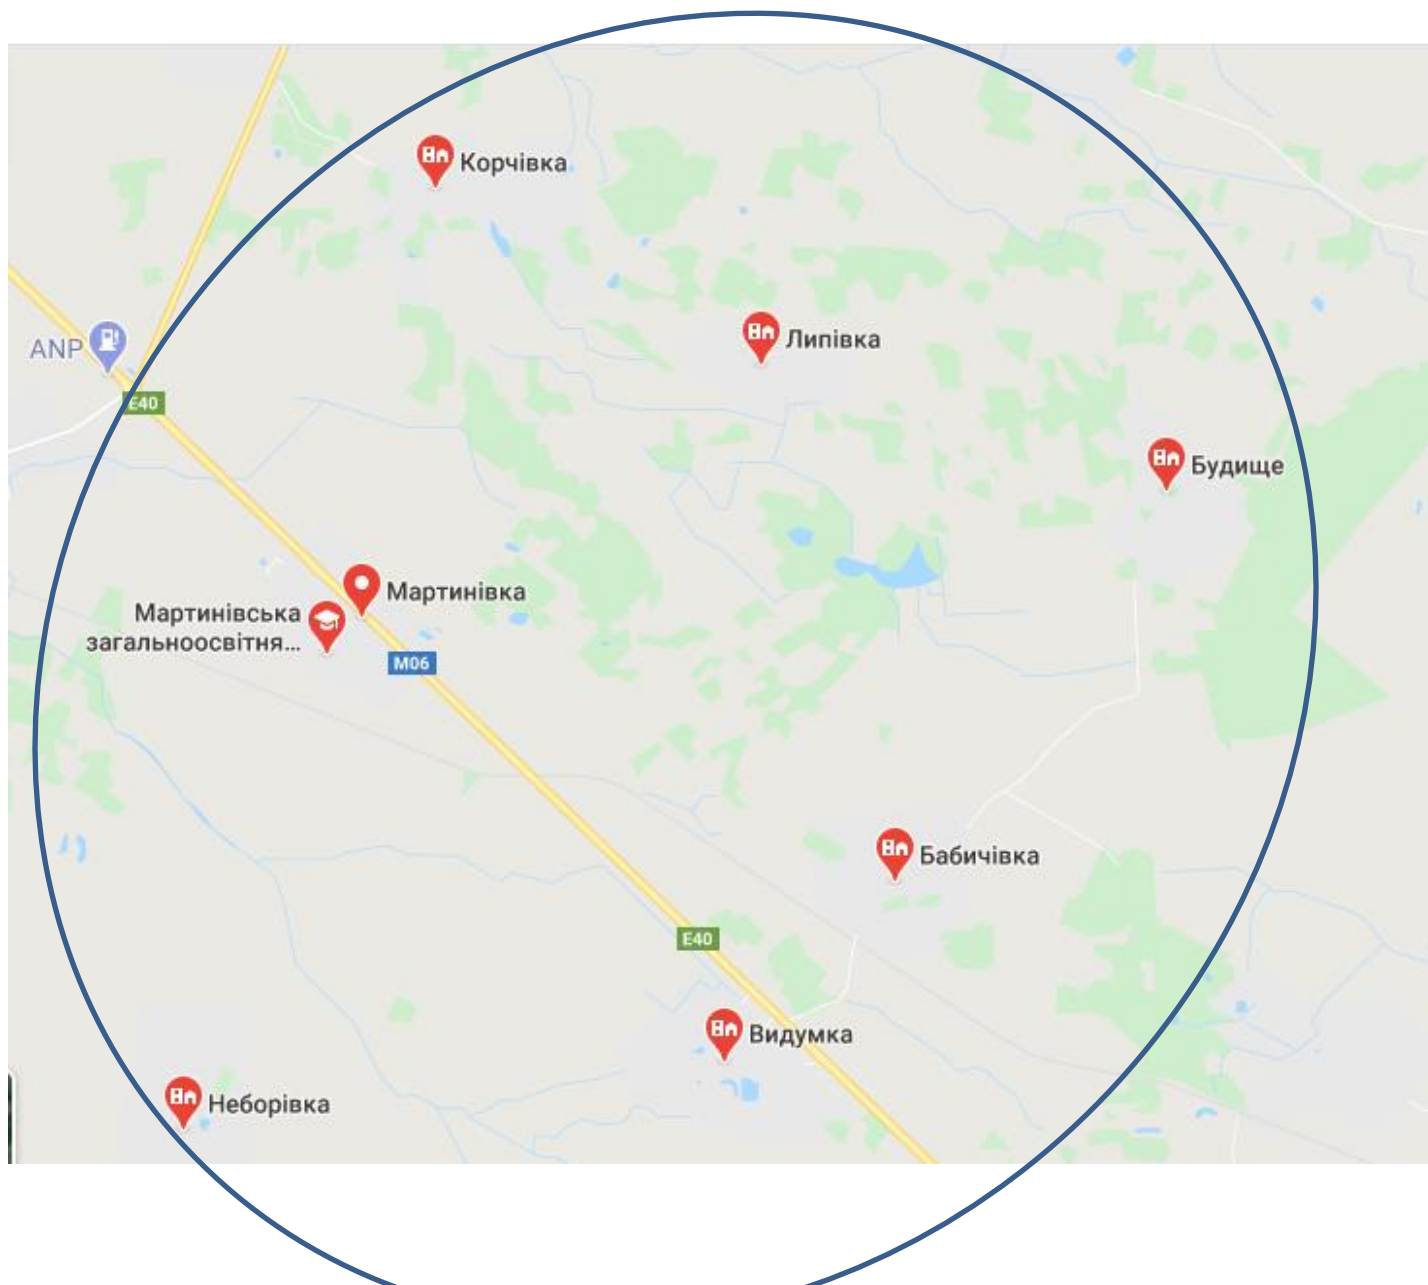 Корчівка
Липівка
ANP
E40
Будище
Мартинівка
Мартинівська
загальноосвітня...
M06
Бабичівка
E40
Видумка
Неборівка